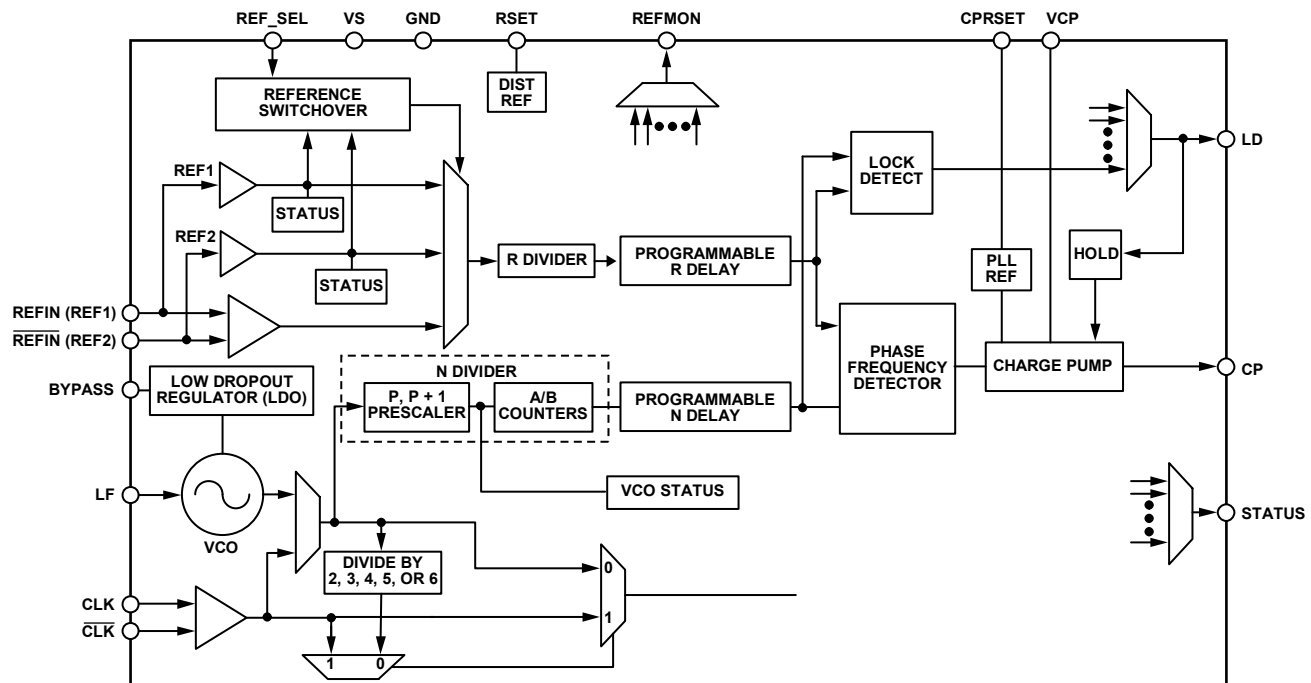 REF_SEL VS GND RSET REFMON CPRSET VCP
REFERENCE
SWITCHOVER
DIST
REF
REF1
STATUS
REF2
STATUS
LOCK
DETECT
LD
R DIVIDER
PROGRAMMABLE
R DELAY
PLL
REF
HOLD
REFIN (REF1)
REFIN (REF2)
BYPASS
LOW DROPOUT
REGULATOR (LDO)
N DIVIDER
P, P + 1
PRESCALER
A/B
COUNTERS
PROGRAMMABLE
N DELAY
PHASE
FREQUENCY
DETECTOR
CHARGE PUMP
CP
LF
VCO
VCO STATUS
STATUS
DIVIDE BY
2, 3, 4, 5, OR 6
0
1
CLK
CLK
1 0